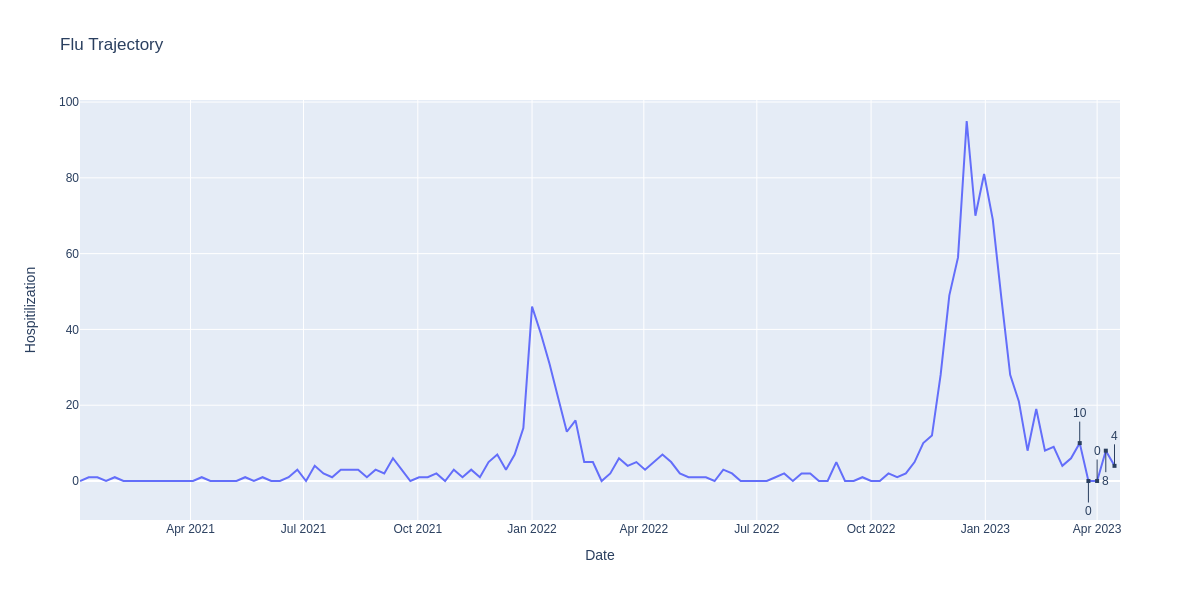 Flu Trajectory
100
80
60
40
20
0
Hospitilization
10
0
0
8
4
Apr 2021
Jul 2021
Oct 2021
Jan 2022
Apr 2022
Jul 2022
Oct 2022
Jan 2023
Apr 2023
Date